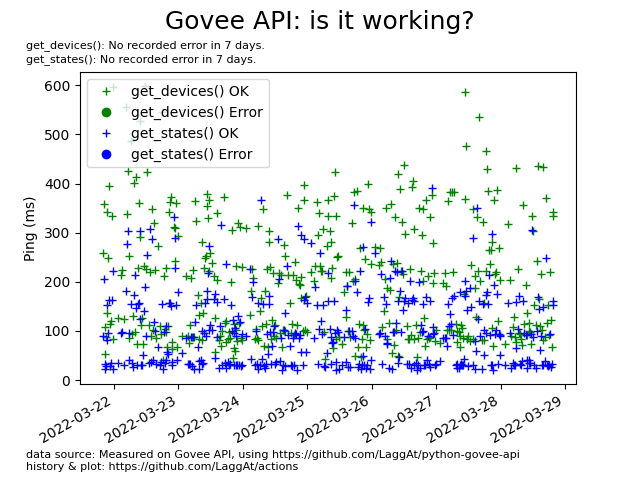 Govee API: is it working?
get_devices(): No recorded error in 7 days.
get_states(): No recorded error in 7 days.
600
500
400
300
200
100
0
Ping (ms)
get_devices() OK
get_devices() Error
get_states() OK
get_states() Error
2022-03-22
2022-03-23
2022-03-24
2022-03-25
2022-03-26
2022-03-27
2022-03-28
2022-03-29
data source: Measured on Govee API, using https://github.com/LaggAt/python-govee-api
history & plot: https://github.com/LaggAt/actions